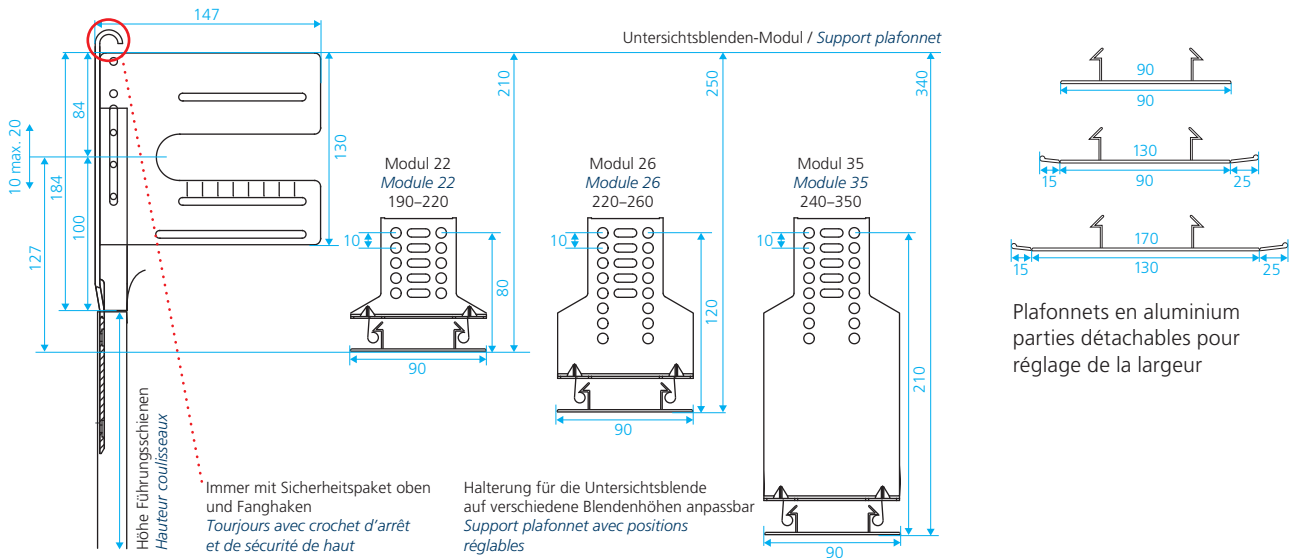 147
Untersichtsblenden-Modul / Support plafonnet
84
10 max. 20
184
100
127
130
210
250
340
Modul 22
Module 22
190–220
10
80
90
Modul 26
Module 26
220–260
10
120
90
Modul 35
Module 35
240–350
10
210
90
Höhe Führungsschienen
Hauteur coulisseaux
Immer mit Sicherheitspaket oben
und Fanghaken
Tourjours avec crochet d’arrêt
et de sécurité de haut
Halterung für die Untersichtsblende
auf verschiedene Blendenhöhen anpassbar
Support plafonnet avec positions
réglables
90
90
130
15 90 25
170
15 130 25
Plafonnets en aluminium
parties détachables pour
réglage de la largeur